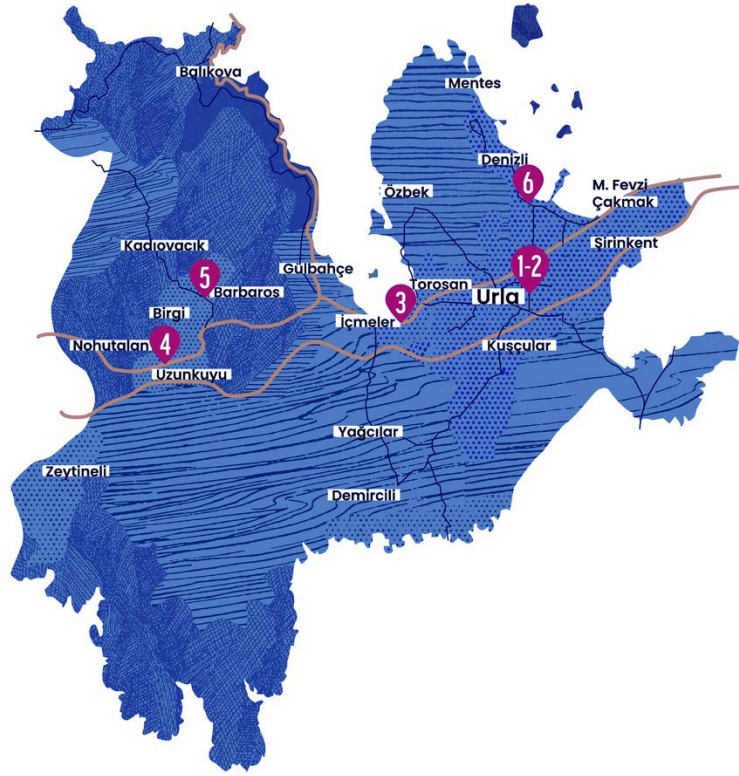 Balıkova
Mentes
Denizli
6
M. Fevzi
Çakmak
Özbek
Kadıovacık
Şirinkent
Gülbahçe
1-2
5
Barbaros
Torosan
Urla
3
Birgi
İçmeler
4
Nohutalan
Kuşçular
Uzunkuyu
Yağcılar
Zeytineli
Demircili